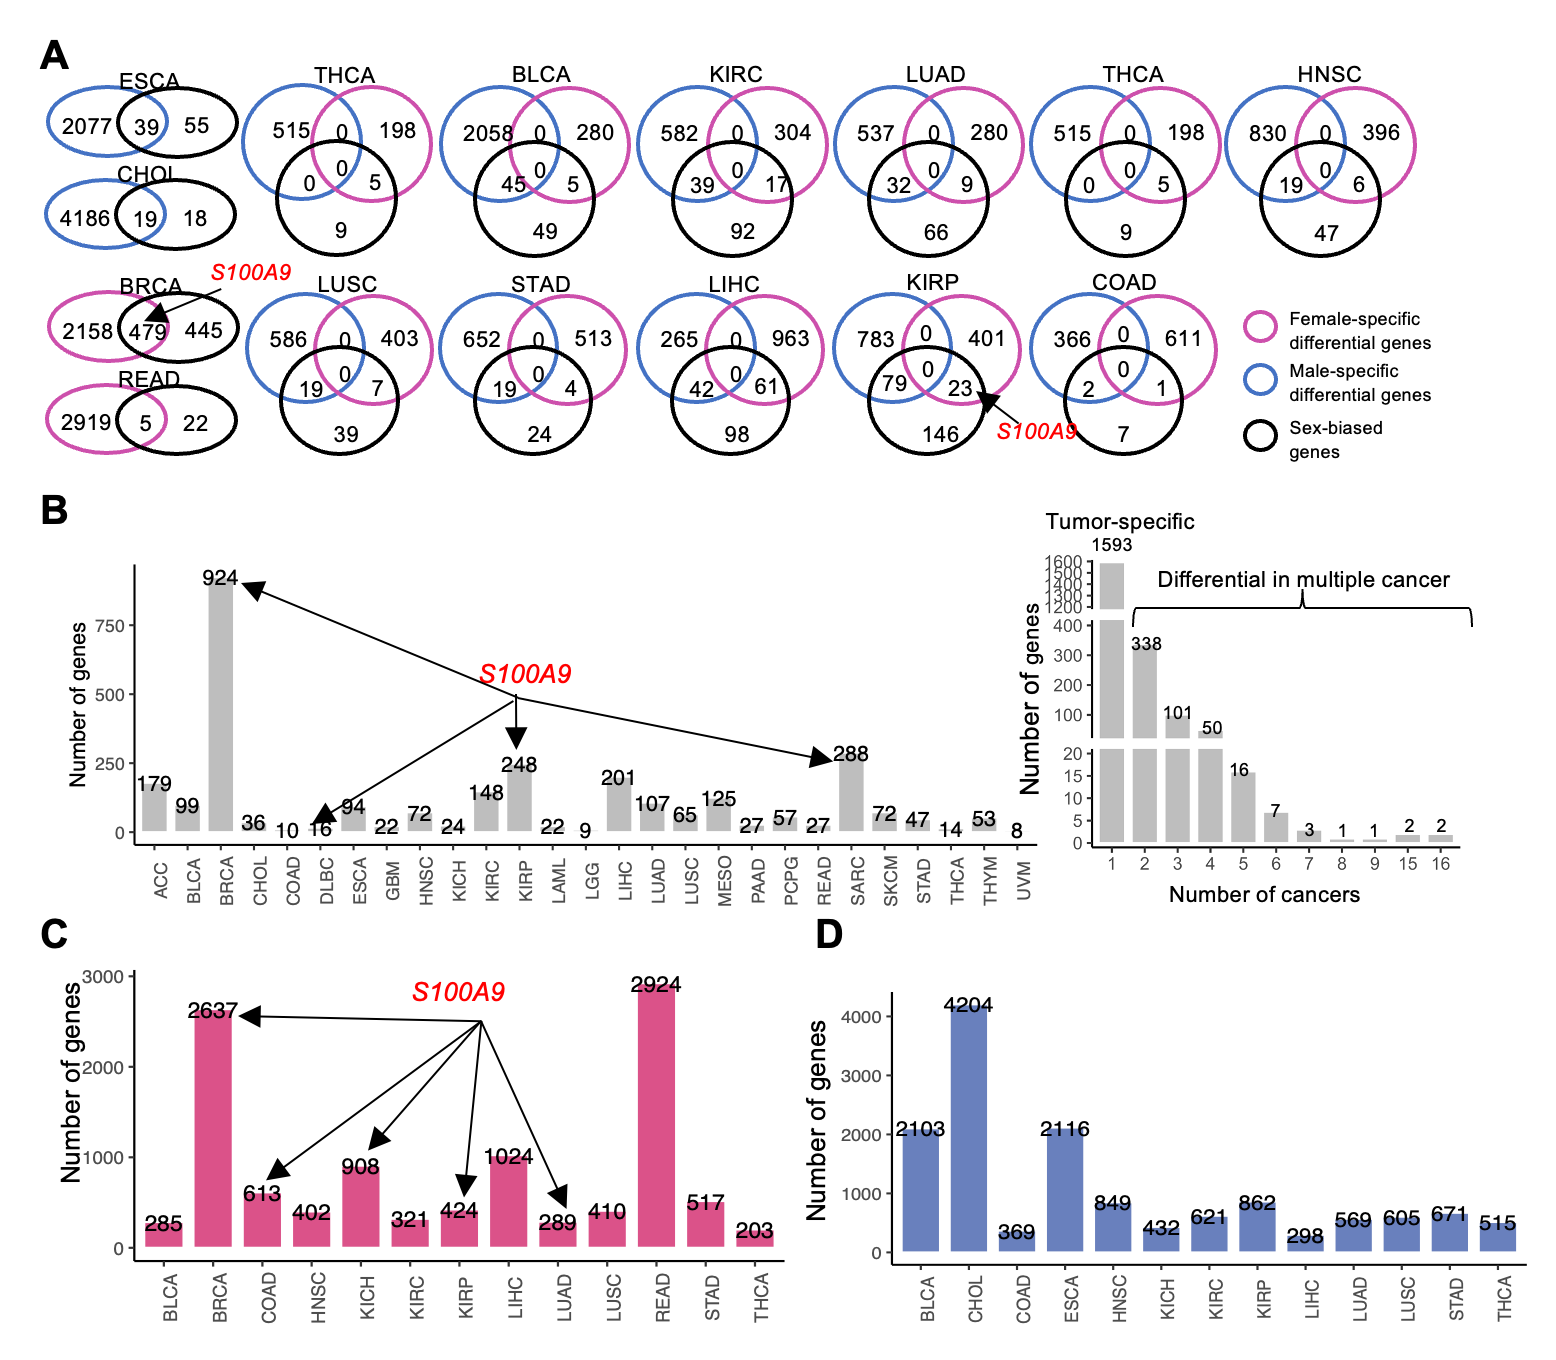 A
ESCA
2077 39 55
CHOL
4186 19 18
THCA
515 0 198
0
0 5
9
BLCA
2058 0 280
0
45 5
49
KIRC
582 0 304
0
39 17
92
LUAD
537 0 280
0
32 9
66
THCA
515 0 198
0
0 5
9
HNSC
830 0 396
0
19 6
47
BRCA
S100A9
2158 479 445
READ
2919 5 22
LUSC
586 0 403
0
19 7
39
STAD
652 0 513
0
19 4
24
LIHC
265 0 963
0
42 61
98
KIRP
783 0 401
0
79 23
146
S100A9
COAD
366 0 611
0
2 1
7
Female-specific
differential genes
Male-specific
differential genes
Sex-biased
genes
B
Number of genes
750
500
250
0
S100A9
179 99 924 36 10 16 94 22 72 24 148 248 22 9 201 107 65 125 27 57 27 288 72 47 14 53 8
ACC BLCA BRCA CHOL COAD DLBC ESCA GBM HNSC KICH KIRC KIRP LAML LGG LIHC LUAD LUSC MESO PAAD PCPG READ SARC SKCM STAD THCA THYM UVM
Tumor-specific
1593
Differential in multiple cancer
Number of genes
1600
1500
1400
1300
1200
400
300
200
100
20
15
10
5
0
338 101 50 16 7 3 1 1 2 2
1 2 3 4 5 6 7 8 9 15 16
Number of cancers
C
Number of genes
3000
2000
1000
0
S100A9
285 2637 613 402 908 321 424 1024 289 410 2924 517 203
BLCA BRCA COAD HNSC KICH KIRC KIRP LIHC LUAD LUSC READ STAD THCA
D
Number of genes
4000
3000
2000
1000
0
2103 4204 369 2116 849 432 621 862 298 569 605 671 515
BLCA CHOL COAD ESCA HNSC KICH KIRC KIRP LIHC LUAD LUSC STAD THCA